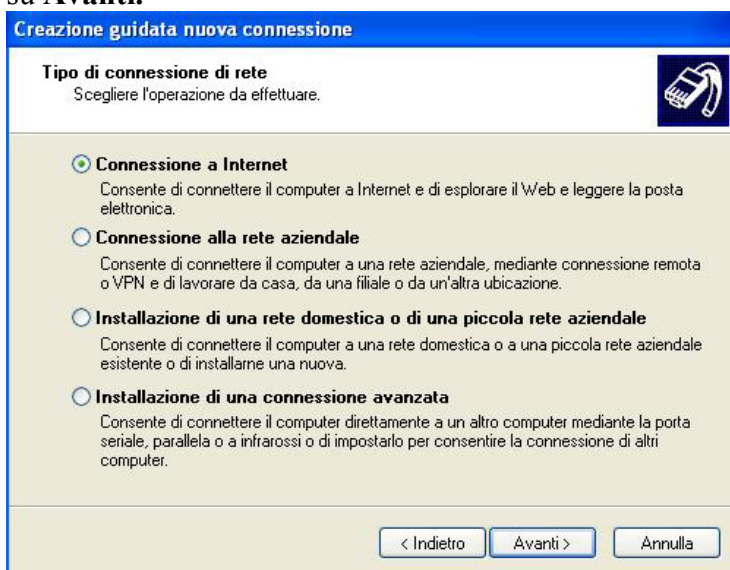 su Avanti.
Creazione guidata nuova connessione
Tipo di connessione di rete
Scegliere l'operazione da effettuare.
Connessione a Internet
Consente di connettere il computer a Internet e di esplorare il Web e leggere la posta
elettronica.
Connessione alla rete aziendale
Consente di connettere il computer a una rete aziendale, mediante connessione remota
o VPN e di lavorare da casa, da una filiale o da un'altra ubicazione.
Installazione di una rete domestica o di una piccola rete aziendale
Consente di connettere il computer a una rete domestica o a una piccola rete aziendale
esistente o di installarne una nuova.
Installazione di una connessione avanzata
Consente di connettere il computer direttamente a un altro computer mediante la porta
seriale, parallela o a infrarossi o di impostarlo per consentire la connessione di altri
computer.
< Indietro Avanti > Annulla